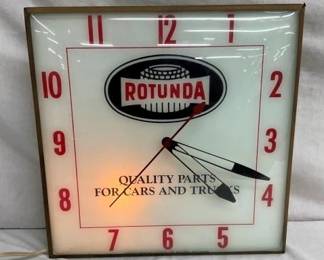 11 12 1
10 2
ROTUNDA
9 3
QUALITY PARTS
8 FOR CARS AND TRUCKS 4
7 6 5